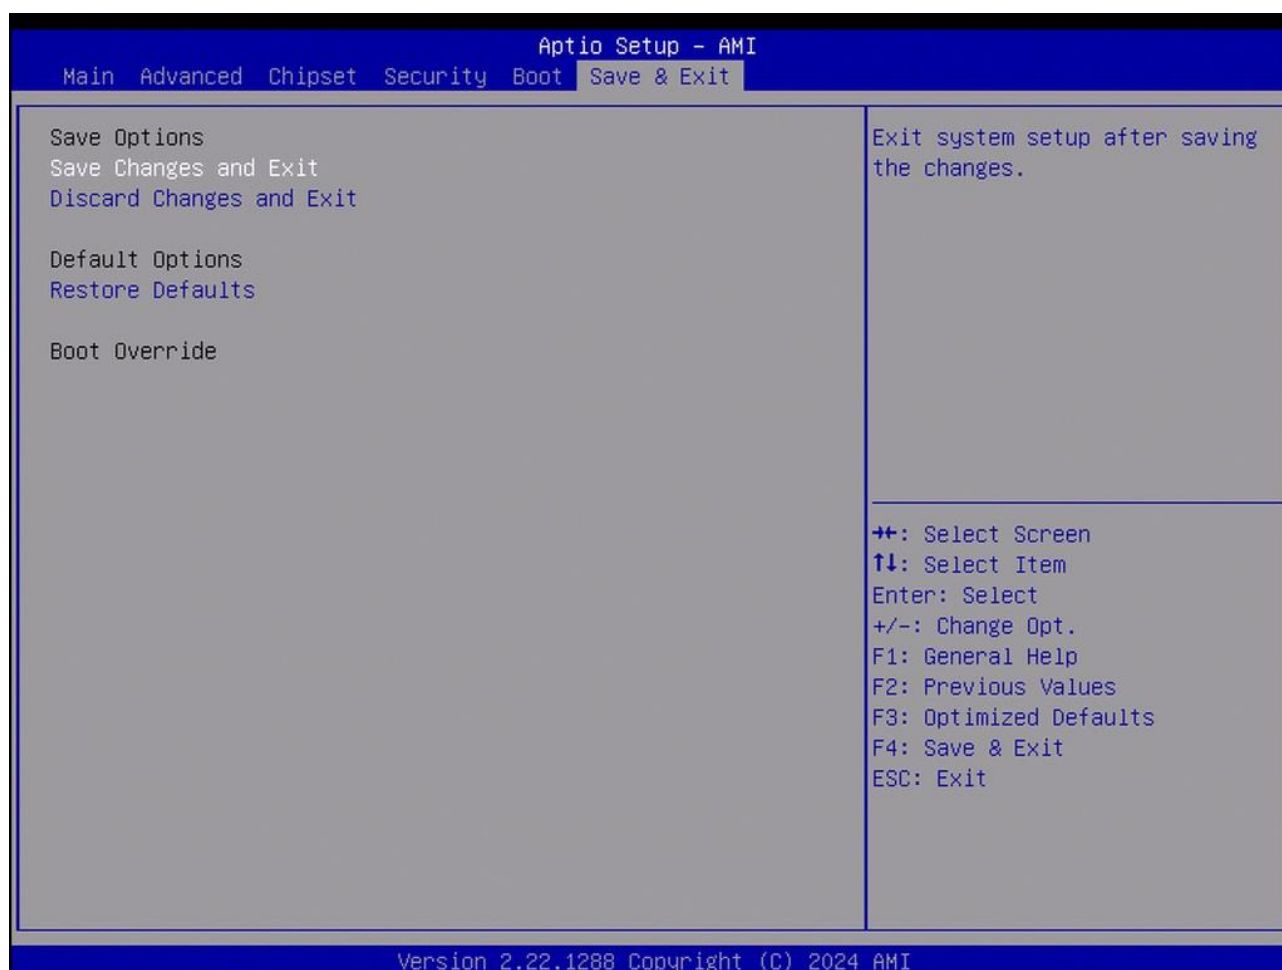 Aptio Setup – AMI
Main Advanced Chipset Security Boot Save & Exit
Save Options
Save Changes and Exit
Discard Changes and Exit
Default Options
Restore Defaults
Boot Override
Exit system setup after saving
the changes.
→←: Select Screen
↑↓: Select Item
Enter: Select
+/-: Change Opt.
F1: General Help
F2: Previous Values
F3: Optimized Defaults
F4: Save & Exit
ESC: Exit
Version 2.22.1288 Copyright (C) 2024 AMI